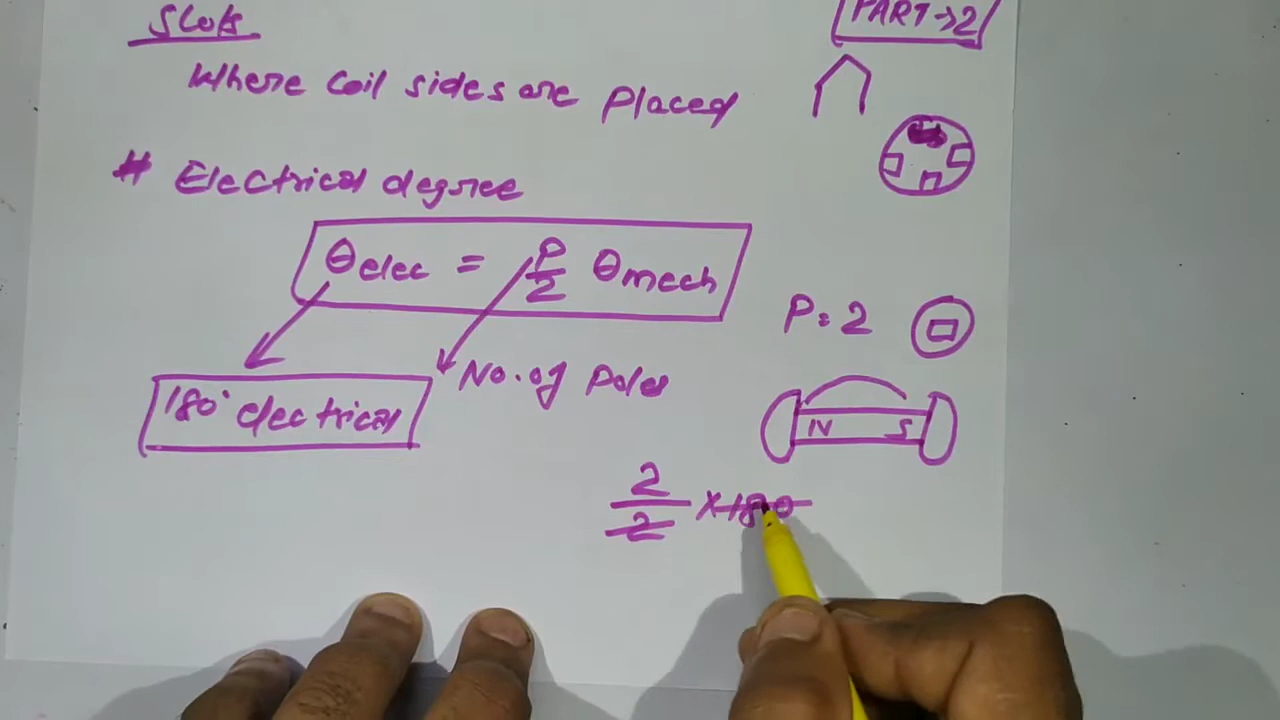 Slots
PART→2
Where coil sides are placed
# Electrical degree
θelec = P/2 θmech
P=2
No. of Poles
180° electrical
N S
2/2 × 180